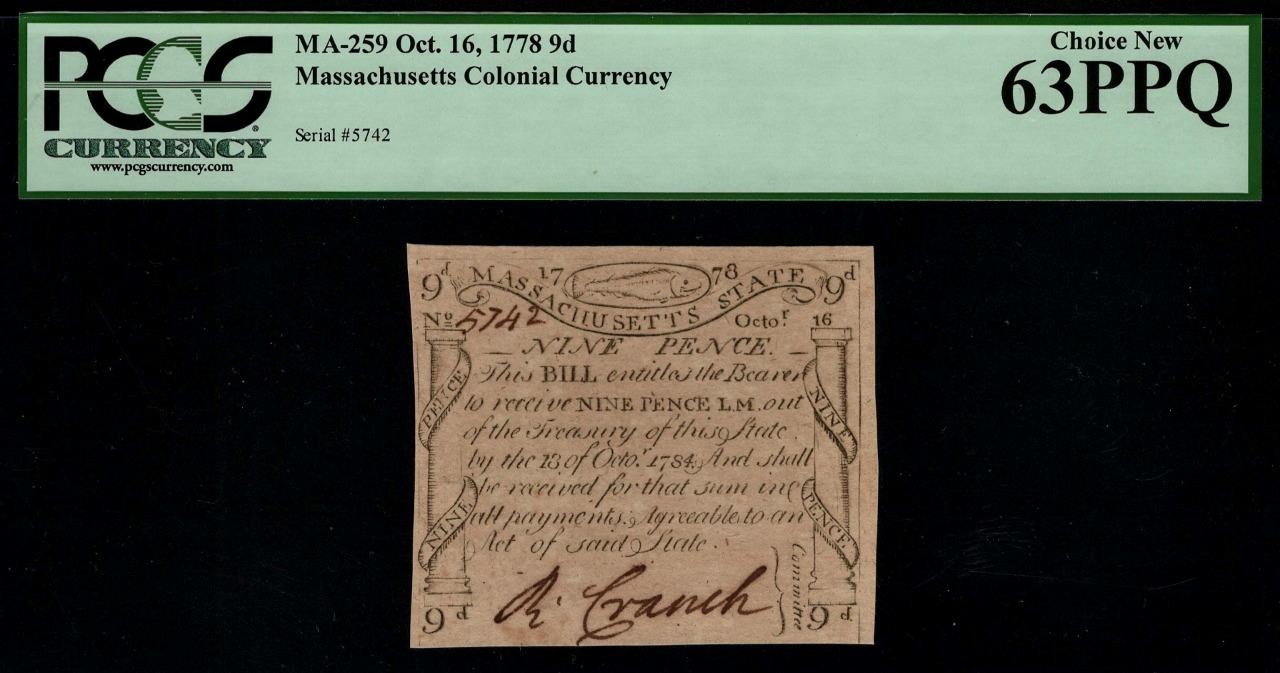 PCGS
CURRENCY
www.pcgscurrency.com
MA-259 Oct. 16, 1778 9d
Massachusetts Colonial Currency
Serial #5742
Choice New
63PPQ
9d 17 78 9d
MASSACHUSETTS STATE
No 5742 Octor. 16
NINE PENCE.
This BILL entitles the Bearer
to receive NINE PENCE L.M. out
of the Treasury of this State
by the 13 of Octor. 1784, And shall
be received for that sum in
all payments, Agreeable to an
Act of said State.
PENCE
NINE
NINE
PENCE
R. Cranch
Committee
9d 9d